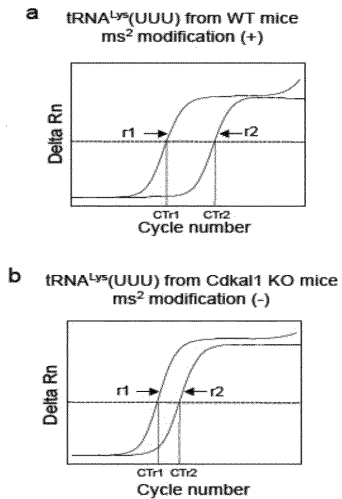 a
tRNALys(UUU) from WT mice
ms2 modification (+)
Delta Rn
r1
r2
CTr1 CTr2
Cycle number
b
tRNALys(UUU) from Cdkal1 KO mice
ms2 modification (-)
Delta Rn
r1
r2
CTr1 CTr2
Cycle number